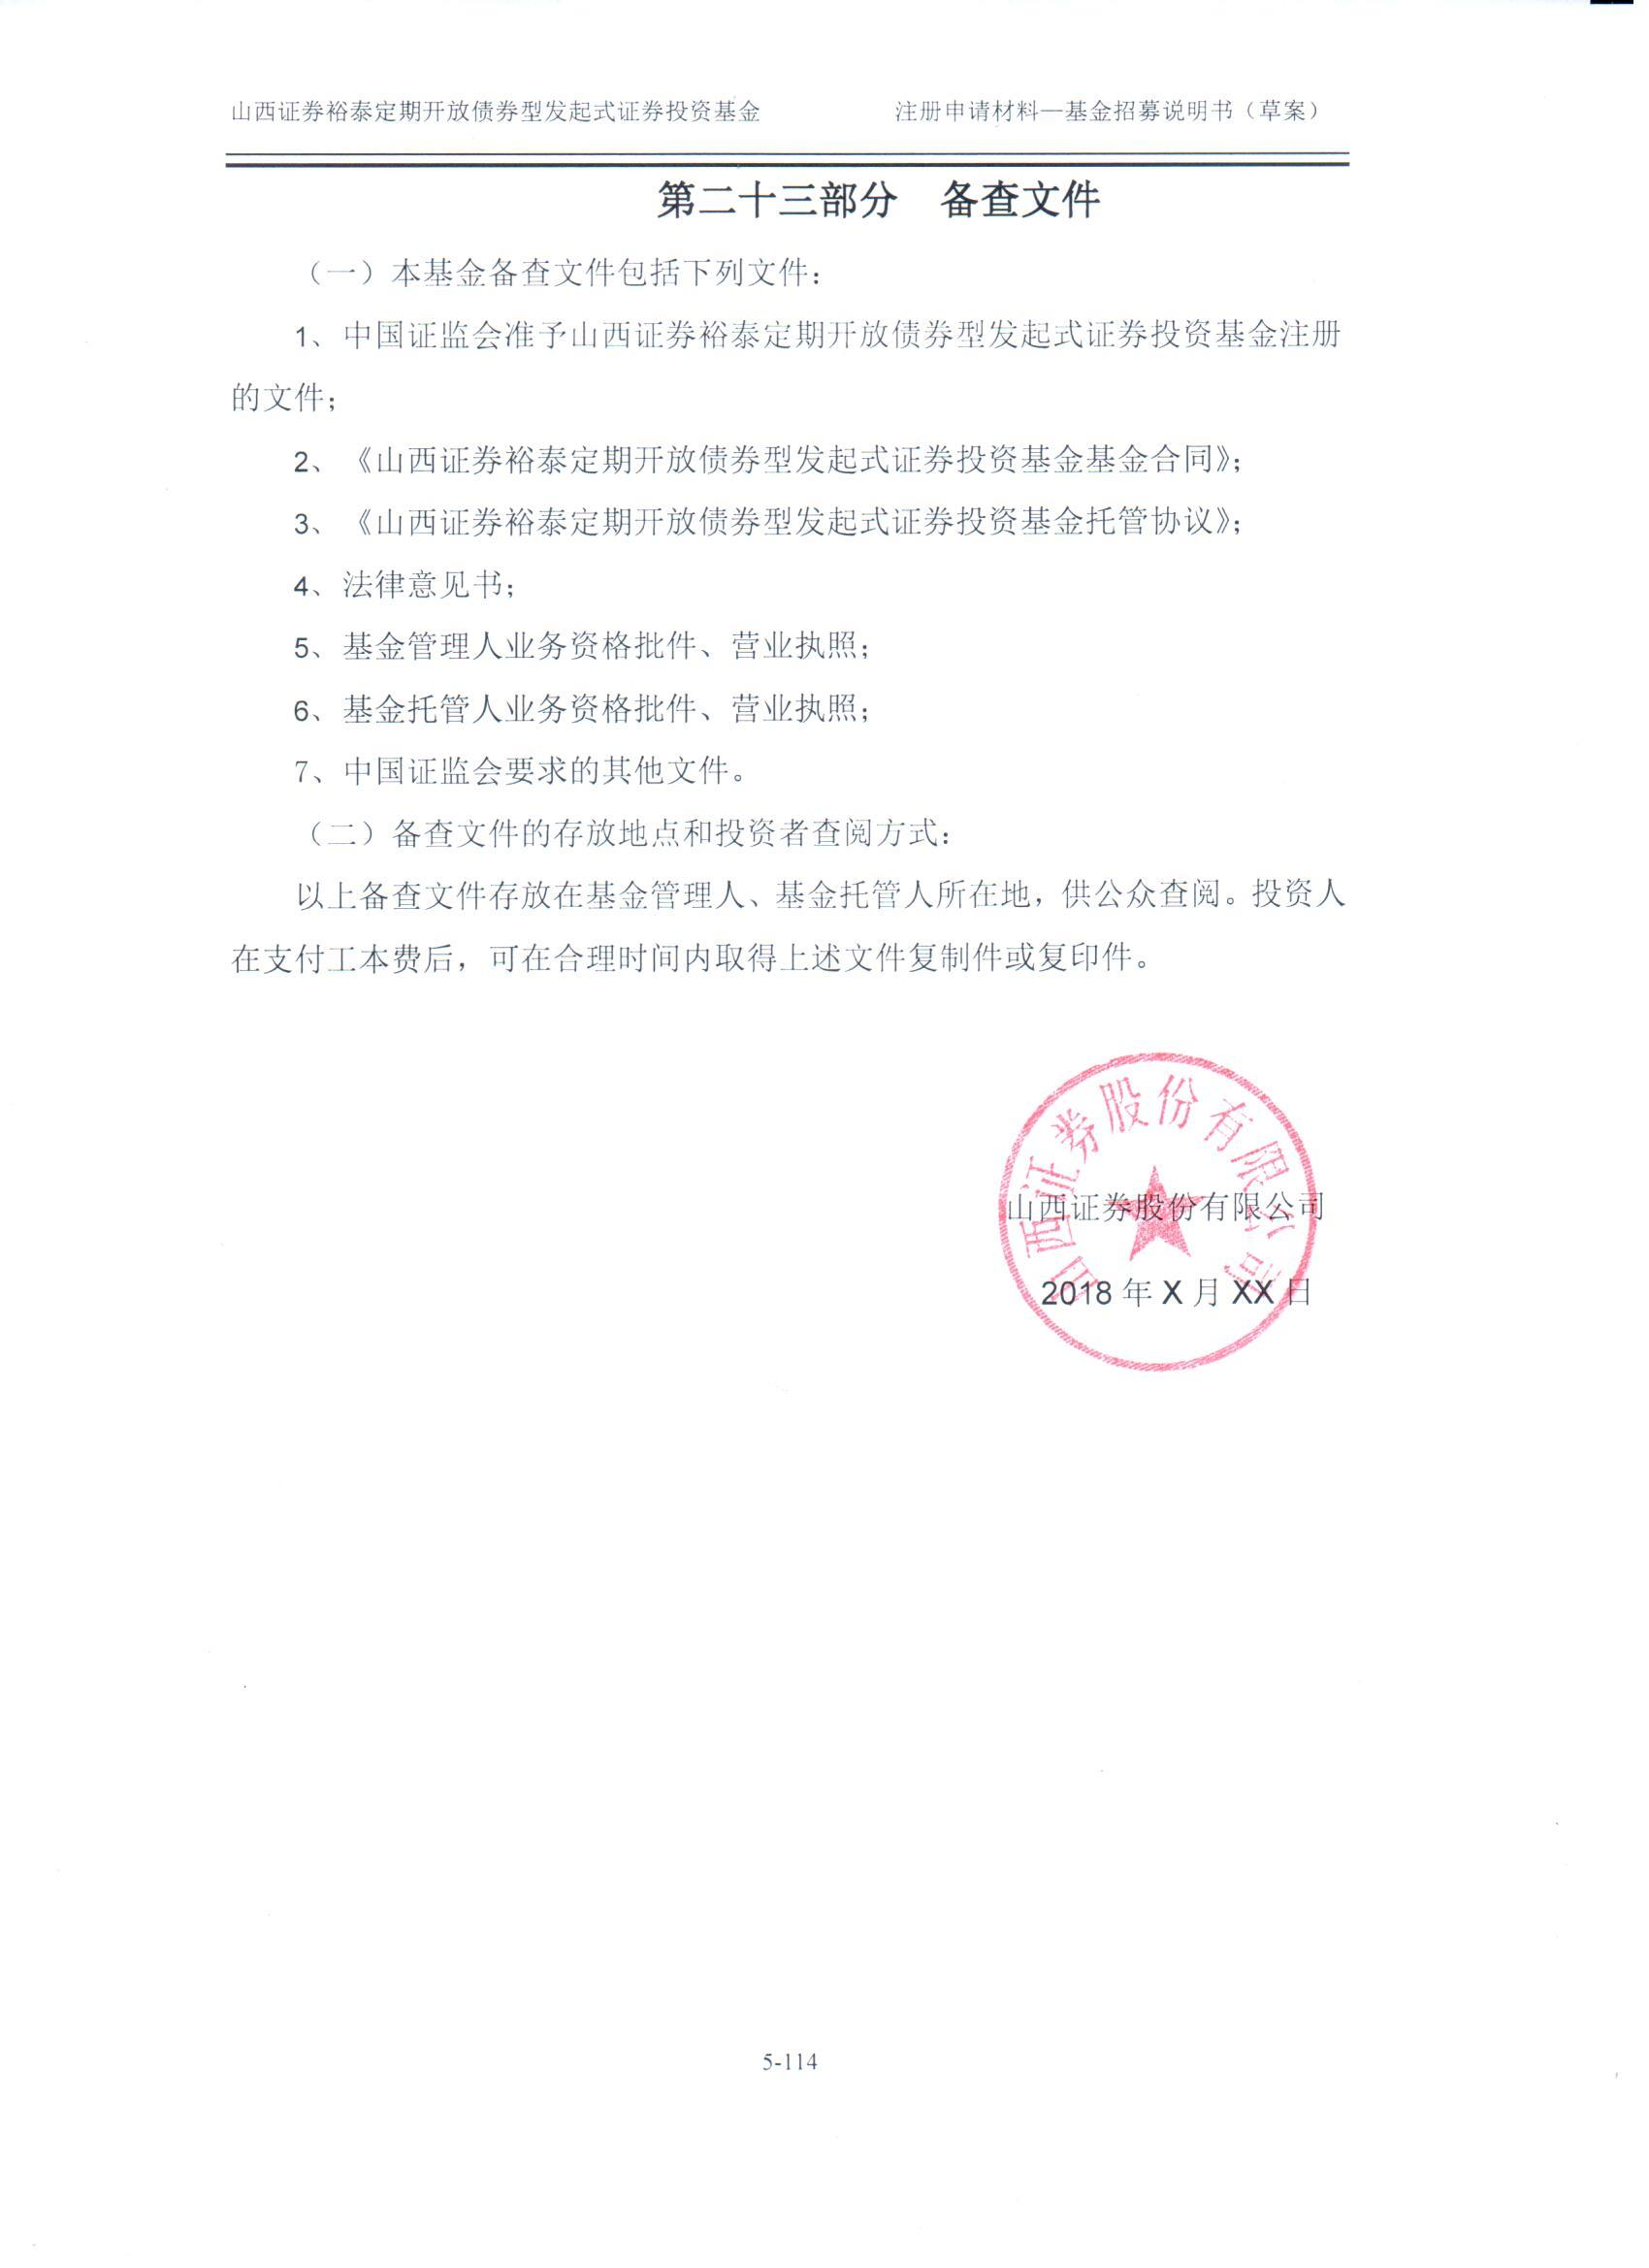 山西证券裕泰定期开放债券型发起式证券投资基金 注册申请材料—基金招募说明书（草案）
第二十三部分 备查文件
（一）本基金备查文件包括下列文件：
1、中国证监会准予山西证券裕泰定期开放债券型发起式证券投资基金注册
的文件；
2、《山西证券裕泰定期开放债券型发起式证券投资基金基金合同》；
3、《山西证券裕泰定期开放债券型发起式证券投资基金托管协议》；
4、法律意见书；
5、基金管理人业务资格批件、营业执照；
6、基金托管人业务资格批件、营业执照；
7、中国证监会要求的其他文件。
（二）备查文件的存放地点和投资者查阅方式：
以上备查文件存放在基金管理人、基金托管人所在地，供公众查阅。投资人
在支付工本费后，可在合理时间内取得上述文件复制件或复印件。
山西证券股份有限公司
山西证券股份有限公司
2018 年 X 月 XX 日
5-114